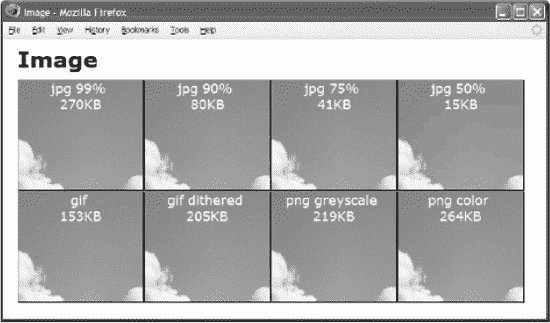 Image - Mozilla Firefox
File Edit View History Bookmarks Tools Help
Image
jpg 99% jpg 90% jpg 75% jpg 50%
270KB 80KB 41KB 15KB
gif gif dithered png greyscale png color
153KB 205KB 219KB 264KB